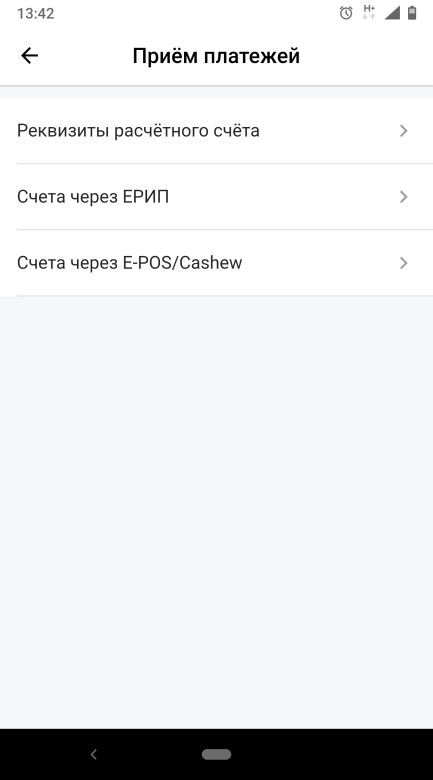 13:42
H+
Приём платежей
Реквизиты расчётного счёта
Счета через ЕРИП
Счета через E-POS/Cashew